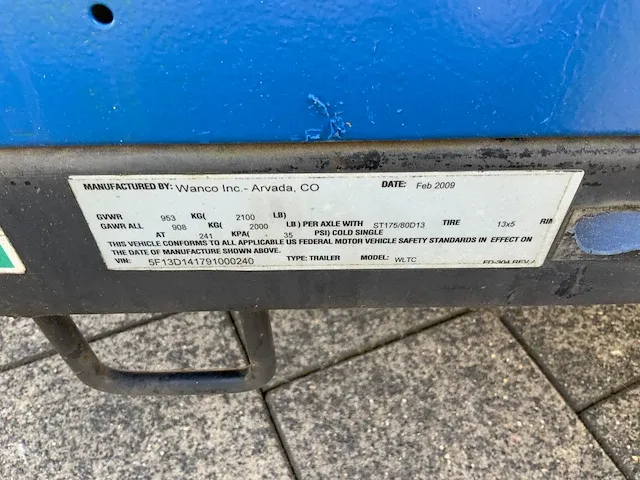 MANUFACTURED BY: Wanco Inc.- Arvada, CO DATE: Feb 2009
GVWR 953 KG( 2100 LB)
GAWR ALL 908 KG( 2000 LB) PER AXLE WITH ST175/80D13 TIRE 13x5 RIM
AT 241 KPA( 35 PSI) COLD SINGLE
THIS VEHICLE CONFORMS TO ALL APPLICABLE US FEDERAL MOTOR VEHICLE SAFETY STANDARDS IN EFFECT ON
THE DATE OF MANUFACTURE SHOWN ABOVE.
VIN: 5F13D141791000240 TYPE: TRAILER MODEL: WLTC